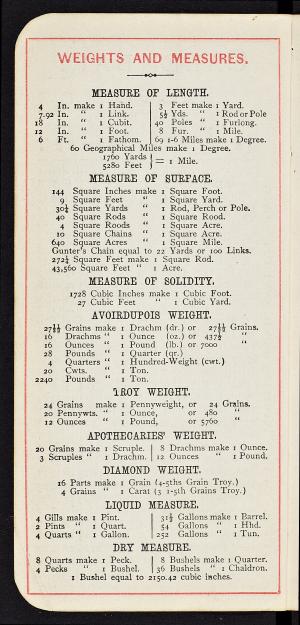 WEIGHTS AND MEASURES.
MEASURE OF LENGTH.
4 In. make 1 Hand. 3 Feet make 1 Yard.
7.92 In. " 1 Link. 5½ Yds. " 1 Rod or Pole
18 In. " 1 Cubit. 40 Poles " 1 Furlong.
12 In. " 1 Foot. 8 Fur. " 1 Mile.
6 Ft. " 1 Fathom. 69 1-6 Miles make 1 Degree.
60 Geographical Miles make 1 Degree.
1760 Yards } = 1 Mile.
5280 Feet }
MEASURE OF SURFACE.
144 Square Inches make 1 Square Foot.
9 Square Feet " 1 Square Yard.
30¼ Square Yards " 1 Rod, Perch or Pole.
40 Square Rods " 1 Square Rood.
4 Square Roods " 1 Square Acre.
10 Square Chains " 1 Square Acre.
640 Square Acres " 1 Square Mile.
Gunter's Chain equal to 22 Yards or 100 Links.
272¼ Square Feet make 1 Square Rod.
43,560 Square Feet " 1 Acre.
MEASURE OF SOLIDITY.
1728 Cubic Inches make 1 Cubic Foot.
27 Cubic Feet " 1 Cubic Yard.
AVOIRDUPOIS WEIGHT.
27 11/32 Grains make 1 Drachm (dr.) or 27 11/32 Grains.
16 Drachms " 1 Ounce (oz.) or 437½ "
16 Ounces " 1 Pound (lb.) or 7000 "
28 Pounds " 1 Quarter (qr.)
4 Quarters " 1 Hundred-Weight (cwt.)
20 Cwts. " 1 Ton.
2240 Pounds " 1 Ton.
TROY WEIGHT.
24 Grains make 1 Pennyweight, or 24 Grains.
20 Pennywts. " 1 Ounce, or 480 "
12 Ounces " 1 Pound, or 5760 "
APOTHECARIES' WEIGHT.
20 Grains make 1 Scruple. 8 Drachms make 1 Ounce.
3 Scruples " 1 Drachm. 12 Ounces " 1 Pound.
DIAMOND WEIGHT.
16 Parts make 1 Grain (4-5ths Grain Troy.)
4 Grains " 1 Carat (3 1-5th Grains Troy.)
LIQUID MEASURE.
4 Gills make 1 Pint. 31½ Gallons make 1 Barrel.
2 Pints " 1 Quart. 54 Gallons " 1 Hhd.
4 Quarts " 1 Gallon. 252 Gallons " 1 Tun.
DRY MEASURE.
8 Quarts make 1 Peck. 8 Bushels make 1 Quarter.
4 Pecks " 1 Bushel. 36 Bushels " 1 Chaldron.
1 Bushel equal to 2150.42 cubic inches.